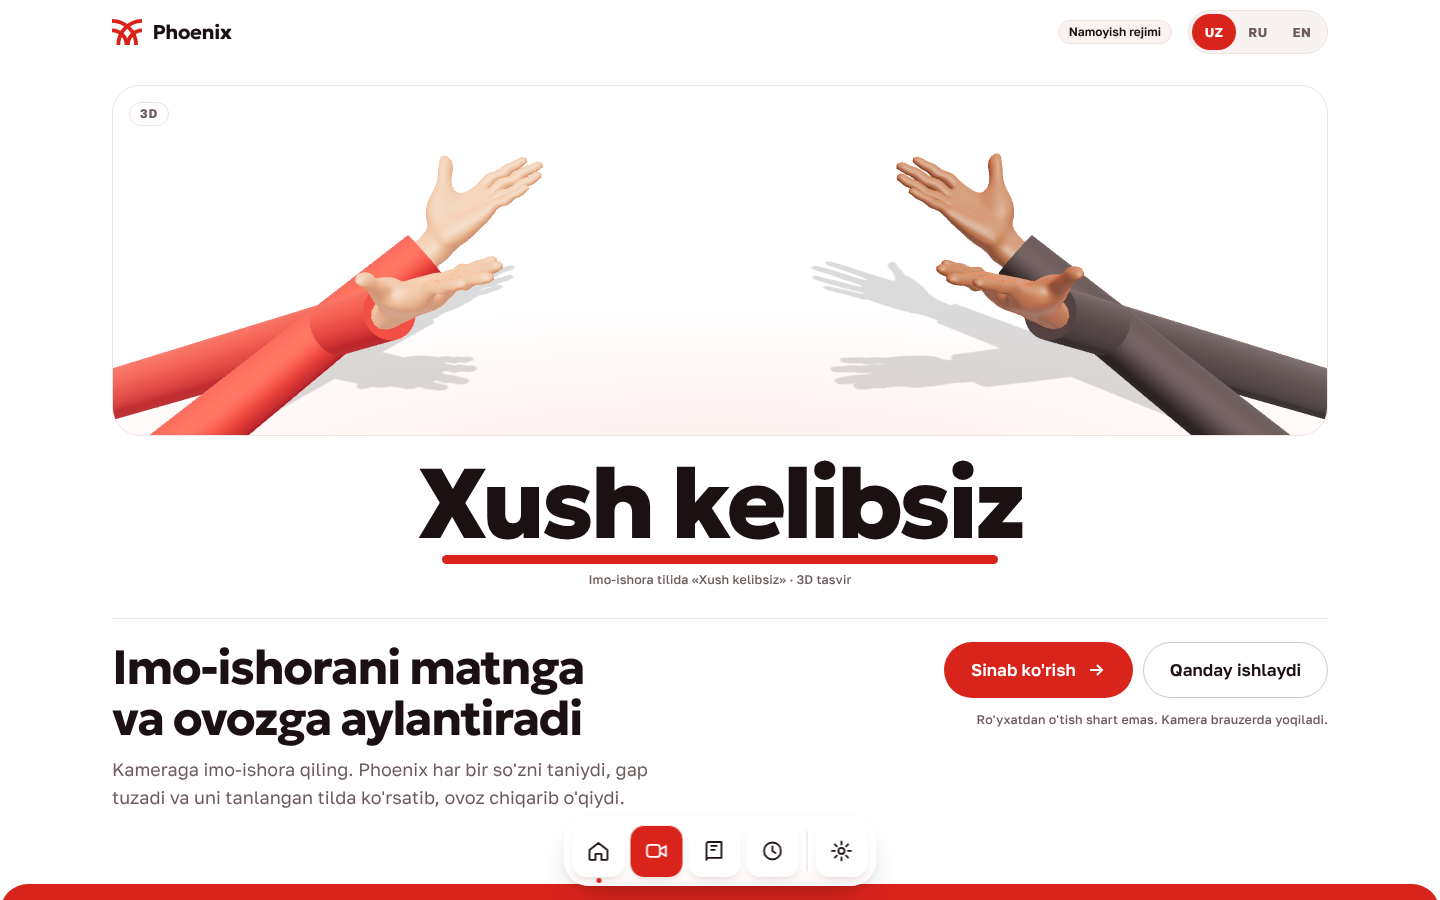 Phoenix
Namoyish rejimi
UZ RU EN
3D
Xush kelibsiz
Imo-ishora tilida «Xush kelibsiz» · 3D tasvir
Imo-ishorani matnga
va ovozga aylantiradi
Sinab ko'rish →
Qanday ishlaydi
Ro'yxatdan o'tish shart emas. Kamera brauzerda yoqiladi.
Kameraga imo-ishora qiling. Phoenix har bir so'zni taniydi, gap
tuzadi va uni tanlangan tilda ko'rsatib, ovoz chiqarib o'qiydi.